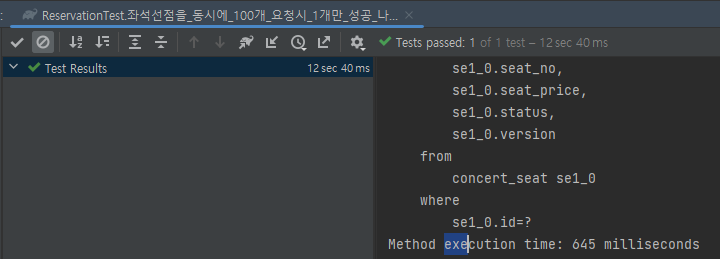 ReservationTest.좌석선점을_동시에_100개_요청시_1개만_성공_나...
Tests passed: 1 of 1 test – 12 sec 40 ms
Test Results 12 sec 40 ms
se1_0.seat_no,
se1_0.seat_price,
se1_0.status,
se1_0.version
from
concert_seat se1_0
where
se1_0.id=?
Method execution time: 645 milliseconds